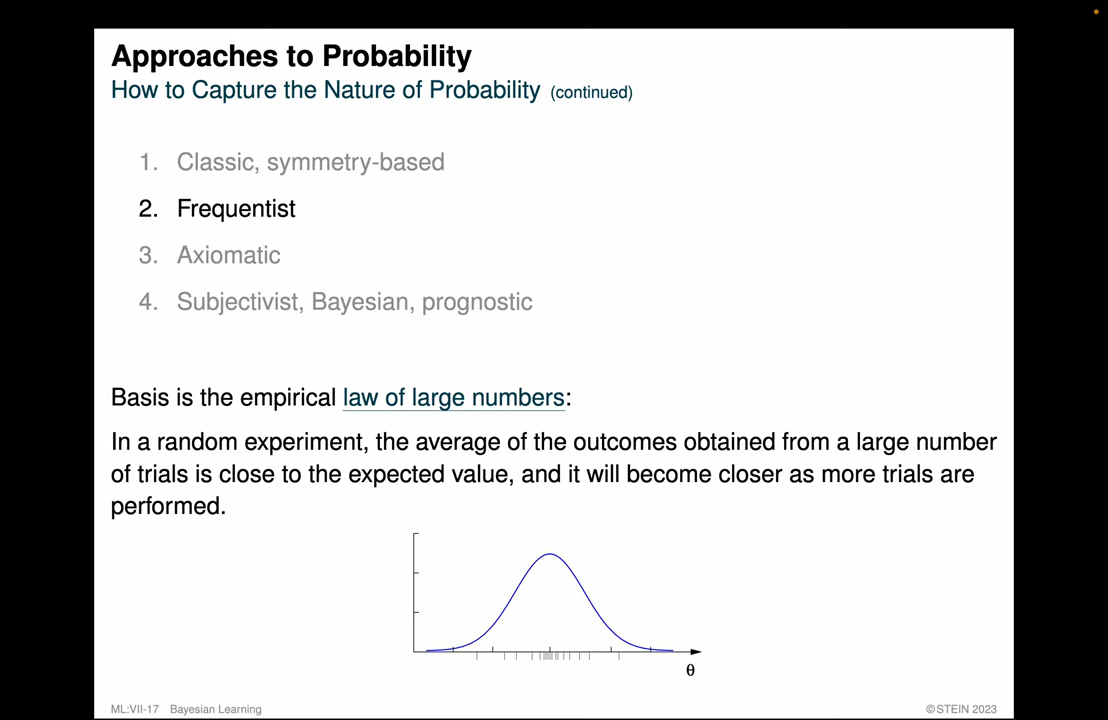 Approaches to Probability
How to Capture the Nature of Probability (continued)
1. Classic, symmetry-based
2. Frequentist
3. Axiomatic
4. Subjectivist, Bayesian, prognostic
Basis is the empirical law of large numbers:
In a random experiment, the average of the outcomes obtained from a large number
of trials is close to the expected value, and it will become closer as more trials are
performed.
θ
ML:VII-17 Bayesian Learning
© STEIN 2023